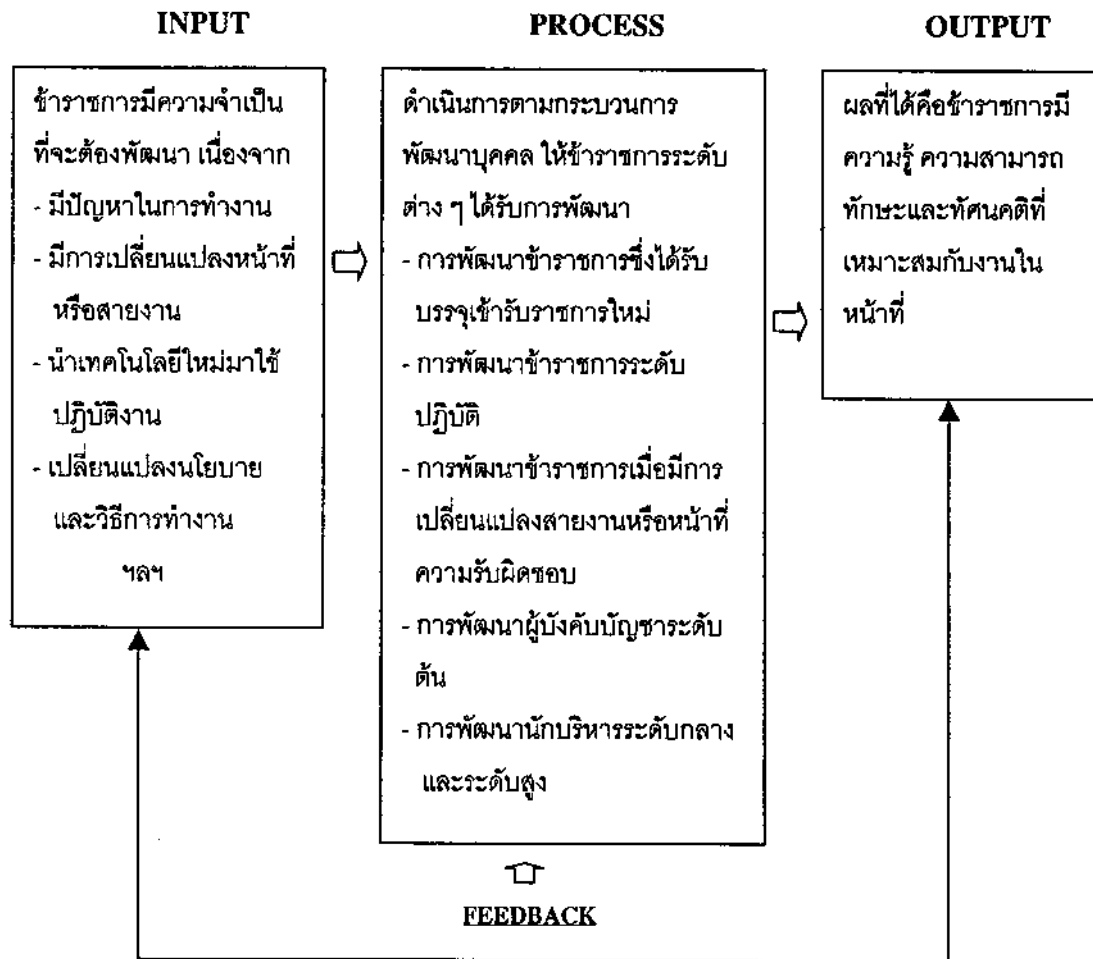 INPUT
PROCESS
OUTPUT
ข้าราชการมีความจำเป็น
ที่จะต้องพัฒนา เนื่องจาก
- มีปัญหาในการทำงาน
- มีการเปลี่ยนแปลงหน้าที่
หรือสายงาน
- นำเทคโนโลยีใหม่มาใช้
ปฏิบัติงาน
- เปลี่ยนแปลงนโยบาย
และวิธีการทำงาน
ฯลฯ
ดำเนินการตามกระบวนการ
พัฒนาบุคคล ให้ข้าราชการระดับ
ต่าง ๆ ได้รับการพัฒนา
- การพัฒนาข้าราชการซึ่งได้รับ
บรรจุเข้ารับราชการใหม่
- การพัฒนาข้าราชการระดับ
ปฏิบัติ
- การพัฒนาข้าราชการเมื่อมีการ
เปลี่ยนแปลงสายงานหรือหน้าที่
ความรับผิดชอบ
- การพัฒนาผู้บังคับบัญชาระดับ
ต้น
- การพัฒนานักบริหารระดับกลาง
และระดับสูง
ผลที่ได้คือข้าราชการมี
ความรู้ ความสามารถ
ทักษะและทัศนคติที่
เหมาะสมกับงานใน
หน้าที่
FEEDBACK